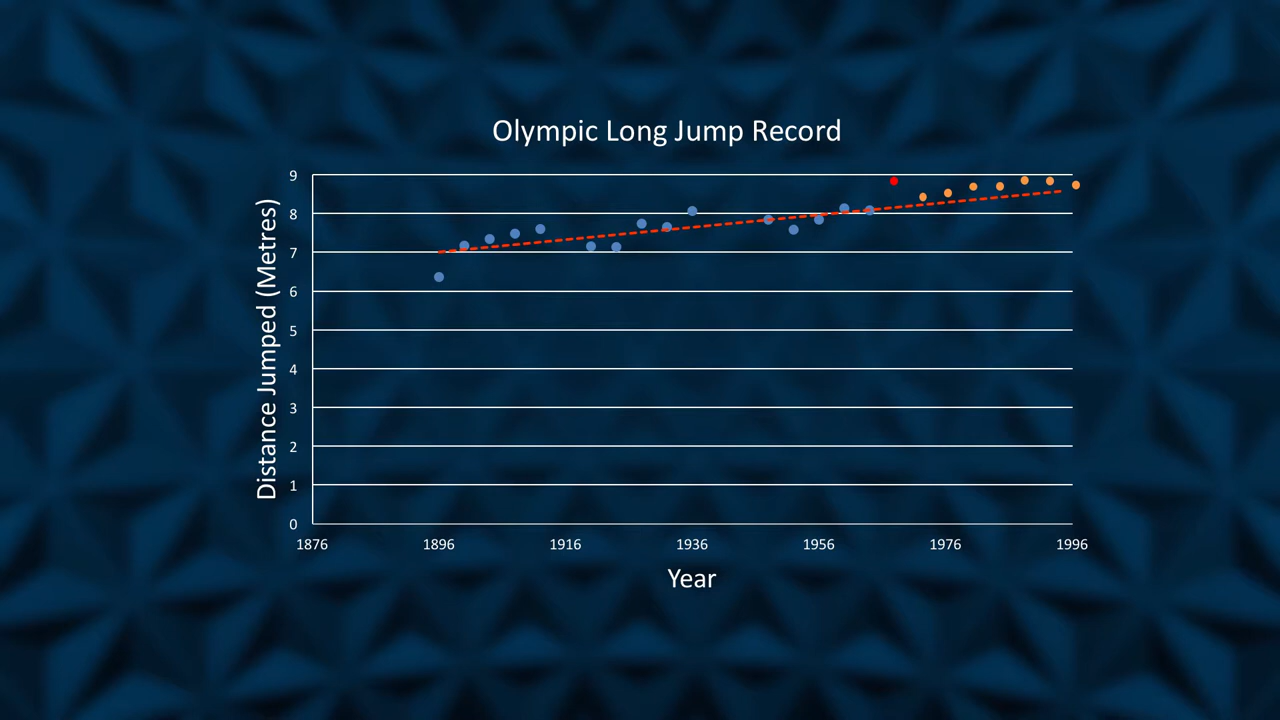 Olympic Long Jump Record
9
8
7
6
5
4
3
2
1
0
Distance Jumped (Metres)
1876 1896 1916 1936 1956 1976 1996
Year